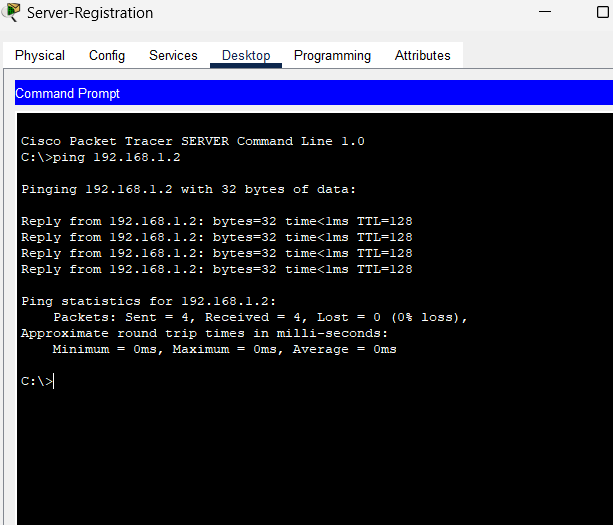 Server-Registration
Physical Config Services Desktop Programming Attributes
Command Prompt
Cisco Packet Tracer SERVER Command Line 1.0
C:\>ping 192.168.1.2
Pinging 192.168.1.2 with 32 bytes of data:
Reply from 192.168.1.2: bytes=32 time<1ms TTL=128
Reply from 192.168.1.2: bytes=32 time<1ms TTL=128
Reply from 192.168.1.2: bytes=32 time<1ms TTL=128
Reply from 192.168.1.2: bytes=32 time<1ms TTL=128
Ping statistics for 192.168.1.2:
Packets: Sent = 4, Received = 4, Lost = 0 (0% loss),
Approximate round trip times in milli-seconds:
Minimum = 0ms, Maximum = 0ms, Average = 0ms
C:\>